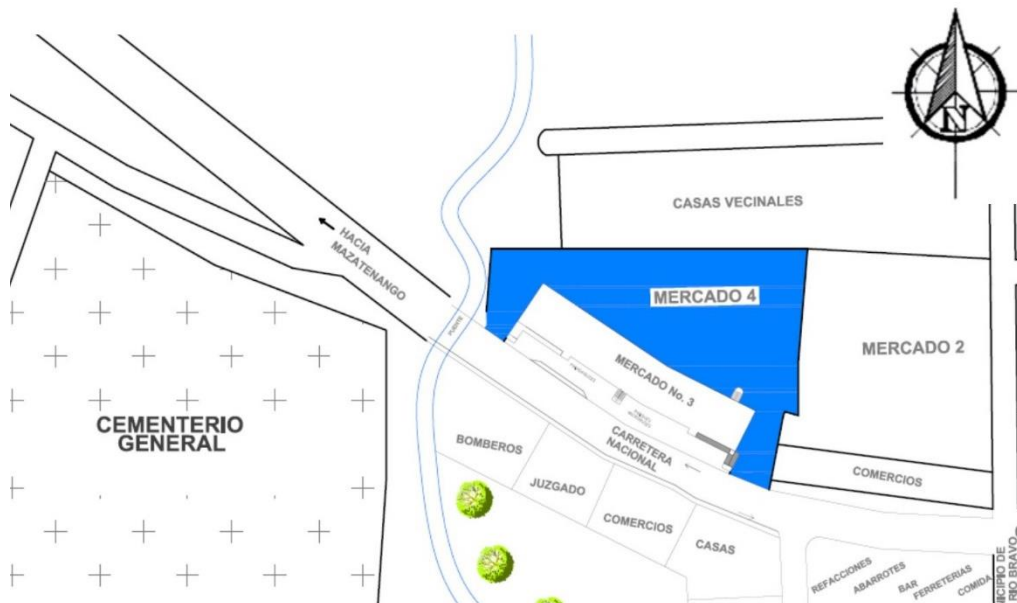 N
CASAS VECINALES
HACIA
MAZATENANGO
MERCADO 4
PUENTE
MERCADO 2
MERCADO No. 3
CEMENTERIO
GENERAL
CARRETERA
NACIONAL
BOMBEROS
COMERCIOS
JUZGADO
COMERCIOS
CASAS
REFACCIONES
ABARROTES
BAR
FERRETERIAS
COMIDA